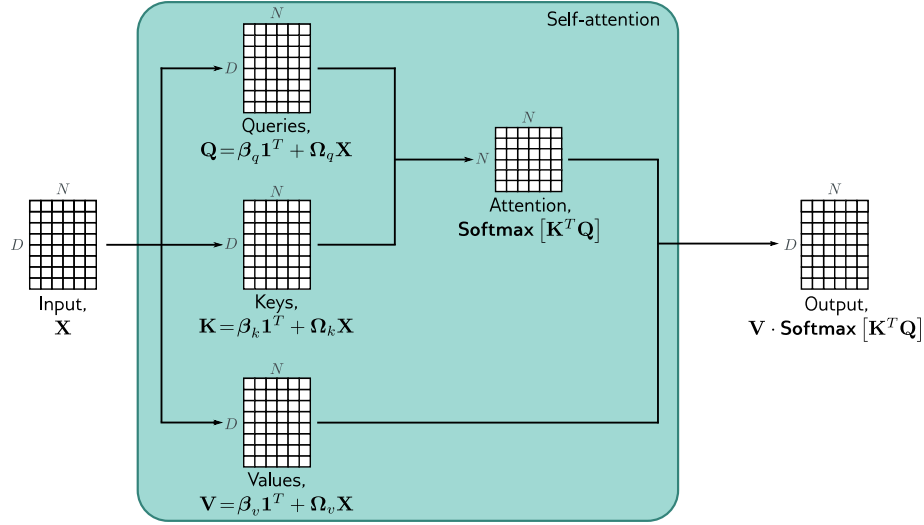 Self-attention
N
D
Input,
X
D
Queries,
Q=β_q1^T + Ω_qX
D
Keys,
K=β_k1^T + Ω_kX
D
Values,
V=β_v1^T + Ω_vX
N
N
Attention,
Softmax [K^TQ]
N
D
Output,
V · Softmax [K^TQ]
N